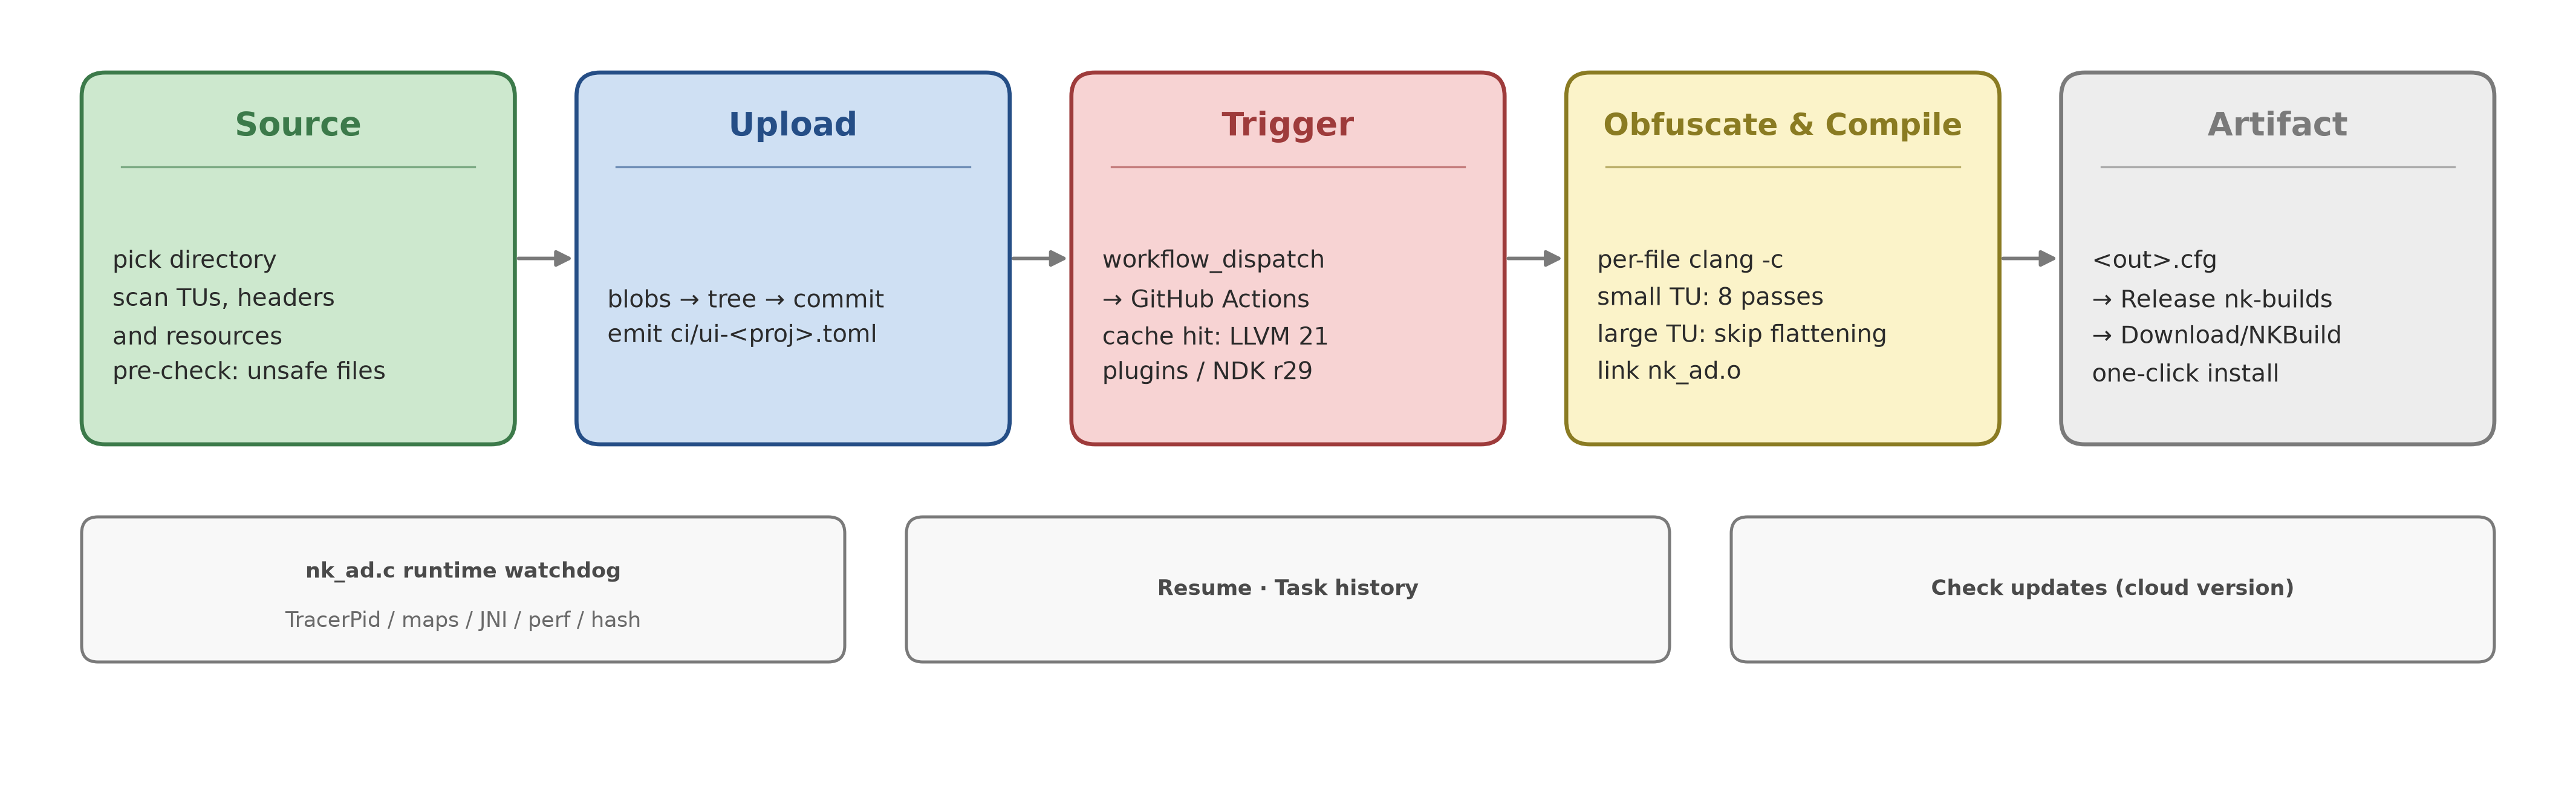 Source
pick directory
scan TUs, headers
and resources
pre-check: unsafe files
Upload
blobs → tree → commit
emit ci/ui-<proj>.toml
Trigger
workflow_dispatch
→ GitHub Actions
cache hit: LLVM 21
plugins / NDK r29
Obfuscate & Compile
per-file clang -c
small TU: 8 passes
large TU: skip flattening
link nk_ad.o
Artifact
<out>.cfg
→ Release nk-builds
→ Download/NKBuild
one-click install
nk_ad.c runtime watchdog
TracerPid / maps / JNI / perf / hash
Resume · Task history
Check updates (cloud version)